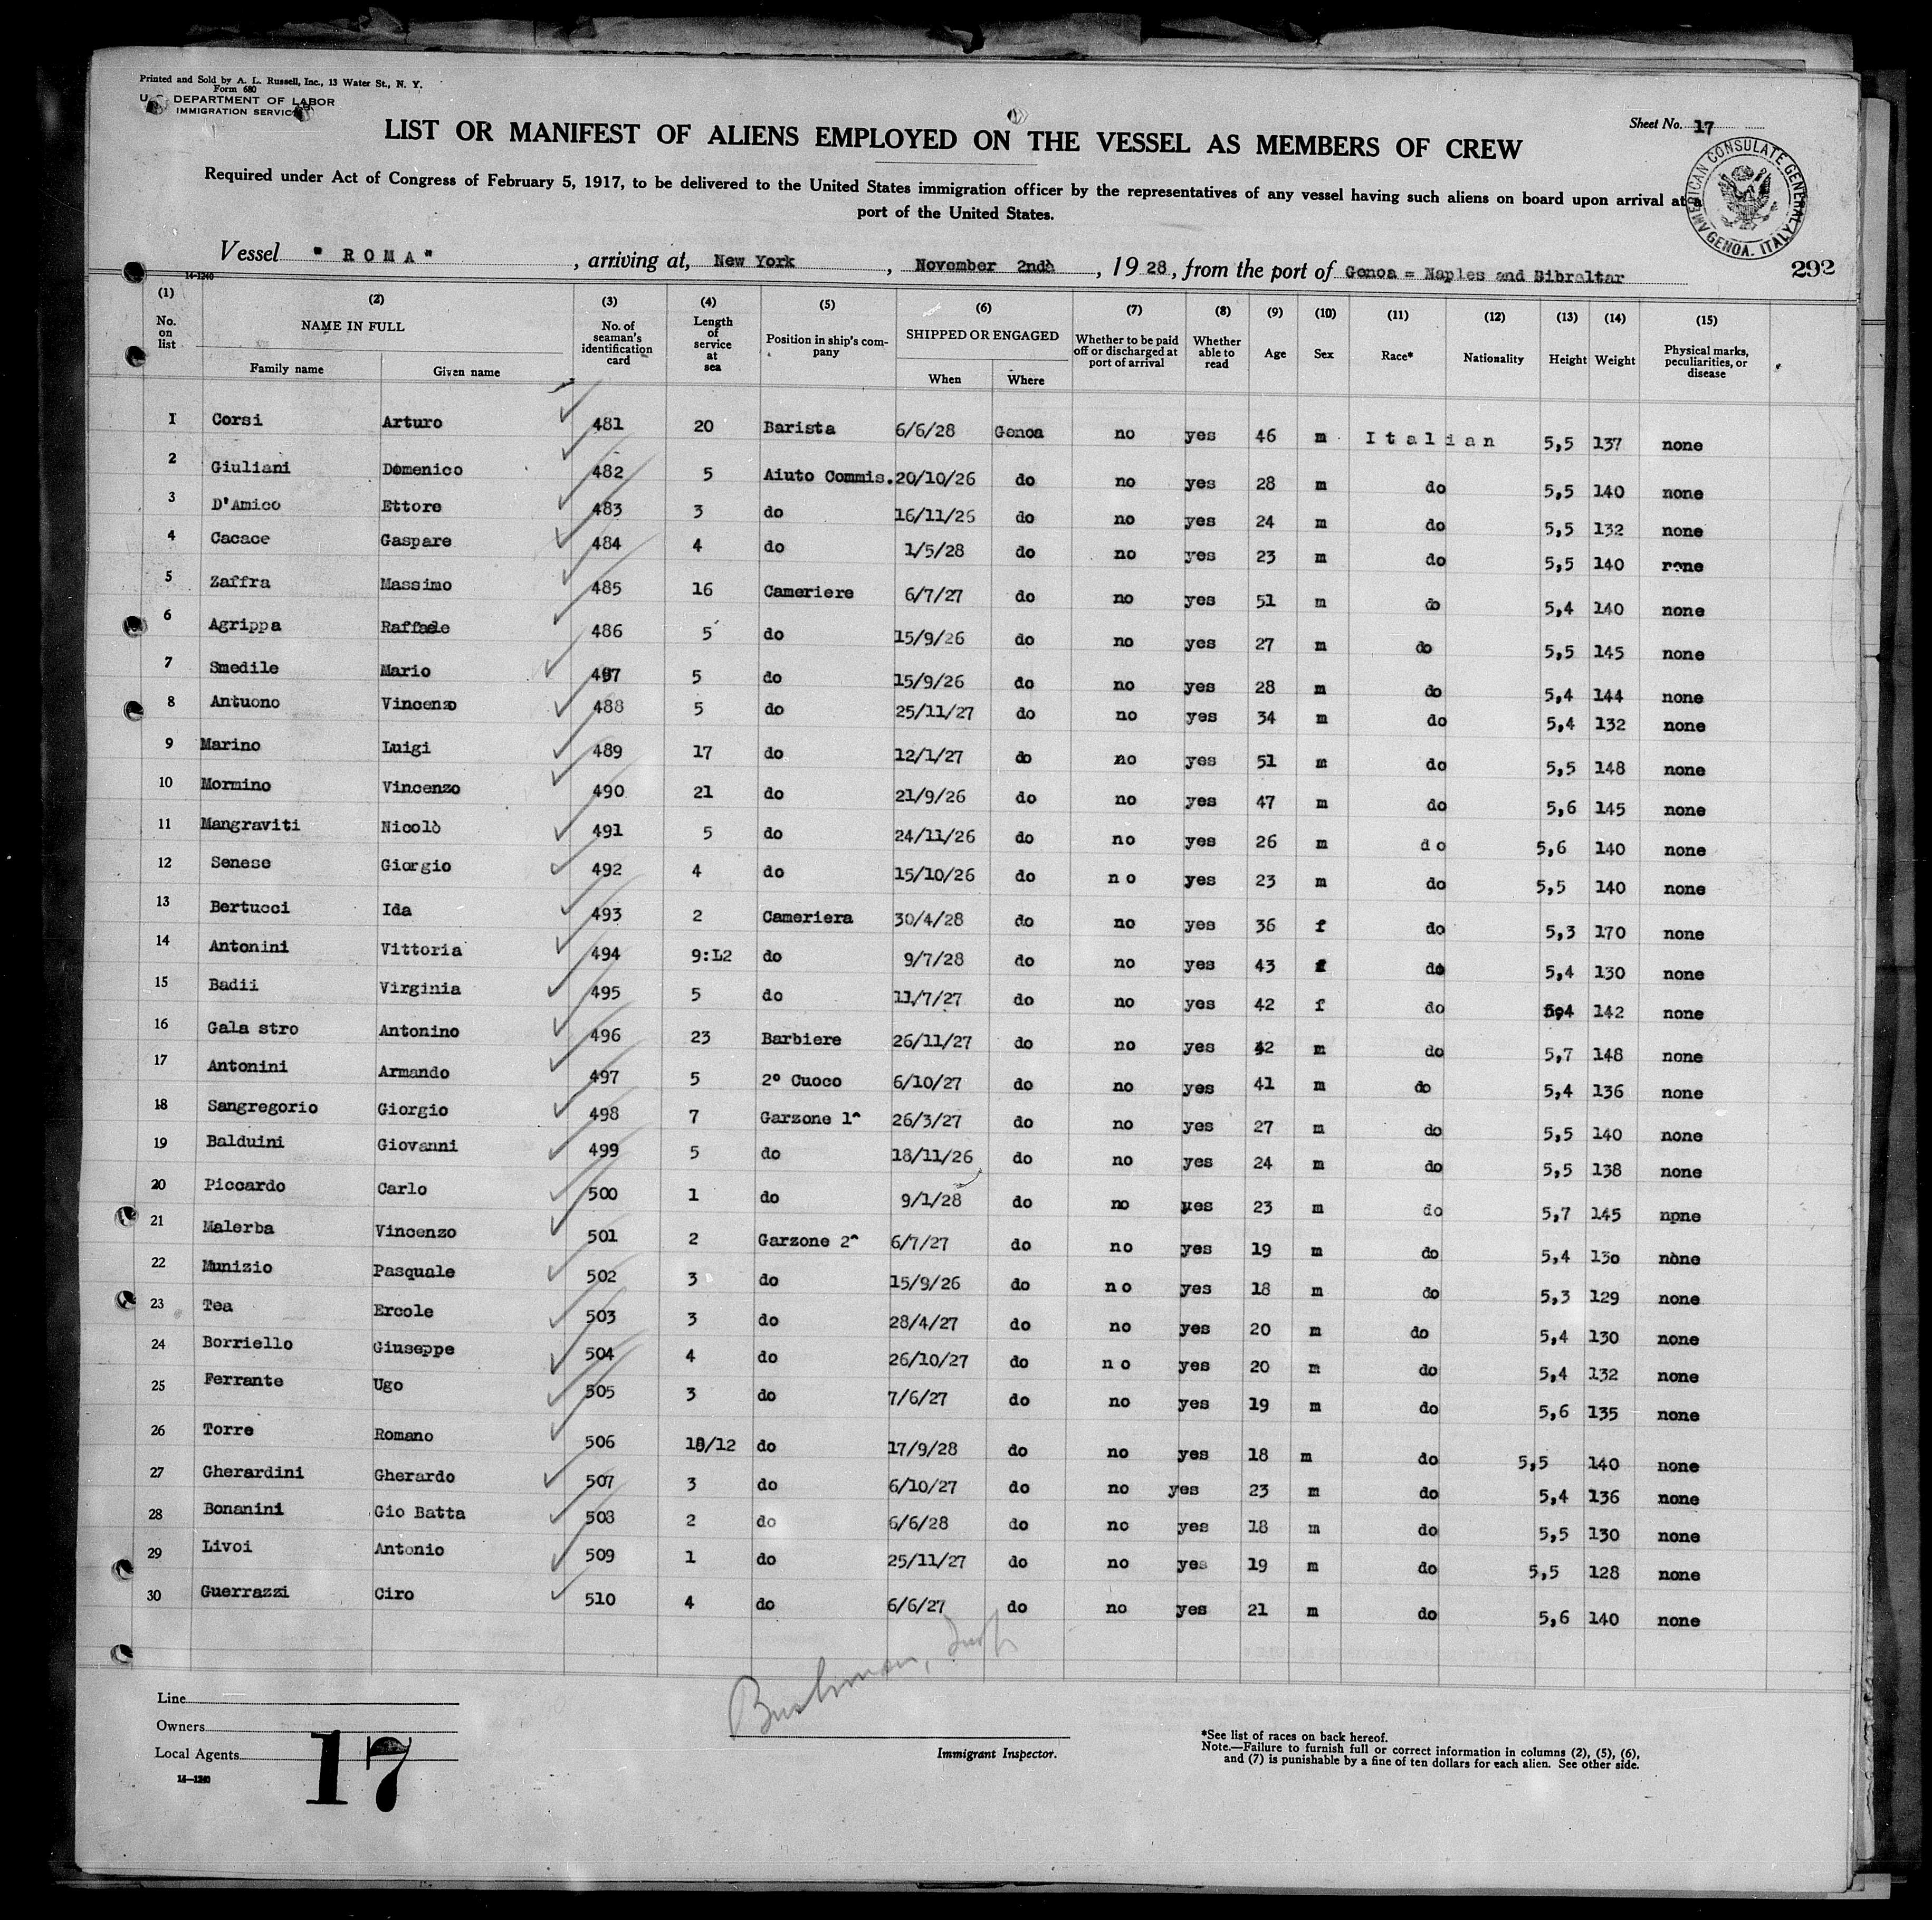 Printed and Sold by A. L. Russell, Inc., 13 Water St., N. Y.
Form 680
U. S. DEPARTMENT OF LABOR
IMMIGRATION SERVICE
Sheet No. 17
LIST OR MANIFEST OF ALIENS EMPLOYED ON THE VESSEL AS MEMBERS OF CREW
Required under Act of Congress of February 5, 1917, to be delivered to the United States immigration officer by the representatives of any vessel having such aliens on board upon arrival at a
port of the United States.
AMERICAN CONSULATE GENERAL GENOA. ITALY
Vessel "ROMA", arriving at, New York, November 2nd, 1928, from the port of Genoa = Naples and Gibraltar
14-1240
292
(1) (2) (3) (4) (5) (6) (7) (8) (9) (10) (11) (12) (13) (14) (15)
No. on list NAME IN FULL Family name Given name No. of seaman's identification card Length of service at sea Position in ship's company SHIPPED OR ENGAGED When Where Whether to be paid off or discharged at port of arrival Whether able to read Age Sex Race* Nationality Height Weight Physical marks, peculiarities, or disease
1 Corsi Arturo 481 20 Barista 6/6/28 Genoa no yes 46 m Italian 5,5 137 none
2 Giuliani Domenico 482 5 Aiuto Commis. 20/10/26 do no yes 28 m do 5,5 140 none
3 D'Amico Ettore 483 3 do 16/11/26 do no yes 24 m do 5,5 132 none
4 Cacace Gaspare 484 4 do 1/5/28 do no yes 23 m do 5,5 140 none
5 Zaffra Massimo 485 16 Cameriere 6/7/27 do no yes 51 m do 5,4 140 none
6 Agrippa Raffaele 486 5 do 15/9/26 do no yes 27 m do 5,5 145 none
7 Smedile Mario 487 5 do 15/9/26 do no yes 28 m do 5,4 144 none
8 Antuono Vincenzo 488 5 do 25/11/27 do no yes 34 m do 5,4 132 none
9 Marino Luigi 489 17 do 12/1/27 do no yes 51 m do 5,5 148 none
10 Mormino Vincenzo 490 21 do 21/9/26 do no yes 47 m do 5,6 145 none
11 Mangraviti Nicolò 491 5 do 24/11/26 do no yes 26 m do 5,6 140 none
12 Senese Giorgio 492 4 do 15/10/26 do no yes 23 m do 5,5 140 none
13 Bertucci Ida 493 2 Cameriera 30/4/28 do no yes 36 f do 5,3 170 none
14 Antonini Vittoria 494 9:12 do 9/7/28 do no yes 43 f do 5,4 130 none
15 Badii Virginia 495 5 do 11/7/27 do no yes 42 f do 5,4 142 none
16 Gala stro Antonino 496 23 Barbiere 26/11/27 do no yes 42 m do 5,7 148 none
17 Antonini Armando 497 5 2º Cuoco 6/10/27 do no yes 41 m do 5,4 136 none
18 Sangregorio Giorgio 498 7 Garzone 1^ 26/3/27 do no yes 27 m do 5,5 140 none
19 Balduini Giovanni 499 5 do 18/11/26 do no yes 24 m do 5,5 138 none
20 Piccardo Carlo 500 1 do 9/1/28 do no yes 23 m do 5,7 145 npne
21 Malerba Vincenzo 501 2 Garzone 2^ 6/7/27 do no yes 19 m do 5,4 130 none
22 Munizio Pasquale 502 3 do 15/9/26 do no yes 18 m do 5,3 129 none
23 Tea Ercole 503 3 do 28/4/27 do no yes 20 m do 5,4 130 none
24 Borriello Giuseppe 504 4 do 26/10/27 do no yes 20 m do 5,4 132 none
25 Ferrante Ugo 505 3 do 7/6/27 do no yes 19 m do 5,6 135 none
26 Torre Romano 506 do 17/9/28 do no yes 18 m do 5,5 140 none
27 Gherardini Gherardo 507 3 do 6/10/27 do no yes 23 m do 5,4 136 none
28 Bonanini Gio Batta 508 2 do 6/6/28 do no yes 18 m do 5,5 130 none
29 Livoi Antonio 509 1 do 25/11/27 do no yes 19 m do 5,5 128 none
30 Guerrazzi Ciro 510 4 do 6/6/27 do no yes 21 m do 5,6 140 none
Line
Owners
Local Agents
14-1240
17
Immigrant Inspector.
*See list of races on back hereof.
Note.—Failure to furnish full or correct information in columns (2), (5), (6),
and (7) is punishable by a fine of ten dollars for each alien. See other side.